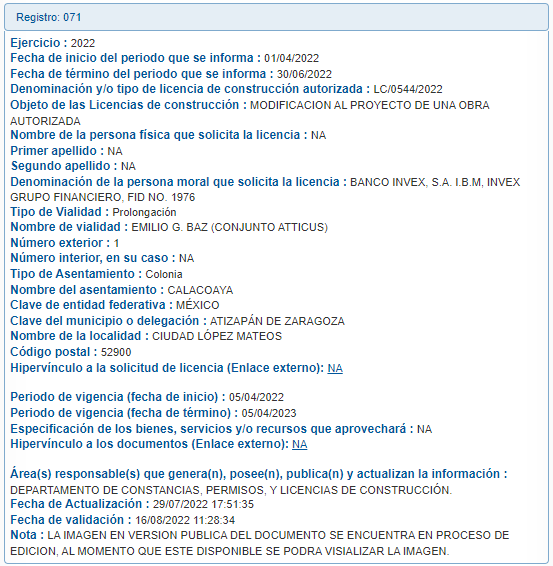 Registro: 071
Ejercicio : 2022
Fecha de inicio del periodo que se informa : 01/04/2022
Fecha de término del periodo que se informa : 30/06/2022
Denominación y/o tipo de licencia de construcción autorizada : LC/0544/2022
Objeto de las Licencias de construcción : MODIFICACION AL PROYECTO DE UNA OBRA
AUTORIZADA
Nombre de la persona física que solicita la licencia : NA
Primer apellido : NA
Segundo apellido : NA
Denominación de la persona moral que solicita la licencia : BANCO INVEX, S.A. I.B.M, INVEX
GRUPO FINANCIERO, FID NO. 1976
Tipo de Vialidad : Prolongación
Nombre de vialidad : EMILIO G. BAZ (CONJUNTO ATTICUS)
Número exterior : 1
Número interior, en su caso : NA
Tipo de Asentamiento : Colonia
Nombre del asentamiento : CALACOAYA
Clave de entidad federativa : MÉXICO
Clave del municipio o delegación : ATIZAPÁN DE ZARAGOZA
Nombre de la localidad : CIUDAD LÓPEZ MATEOS
Código postal : 52900
Hipervínculo a la solicitud de licencia (Enlace externo): NA
Periodo de vigencia (fecha de inicio) : 05/04/2022
Periodo de vigencia (fecha de término) : 05/04/2023
Especificación de los bienes, servicios y/o recursos que aprovechará : NA
Hipervínculo a los documentos (Enlace externo): NA
Área(s) responsable(s) que genera(n), posee(n), publica(n) y actualizan la información :
DEPARTAMENTO DE CONSTANCIAS, PERMISOS, Y LICENCIAS DE CONSTRUCCIÓN.
Fecha de Actualización : 29/07/2022 17:51:35
Fecha de validación : 16/08/2022 11:28:34
Nota : LA IMAGEN EN VERSION PUBLICA DEL DOCUMENTO SE ENCUENTRA EN PROCESO DE
EDICION, AL MOMENTO QUE ESTE DISPONIBLE SE PODRA VISIALIZAR LA IMAGEN.